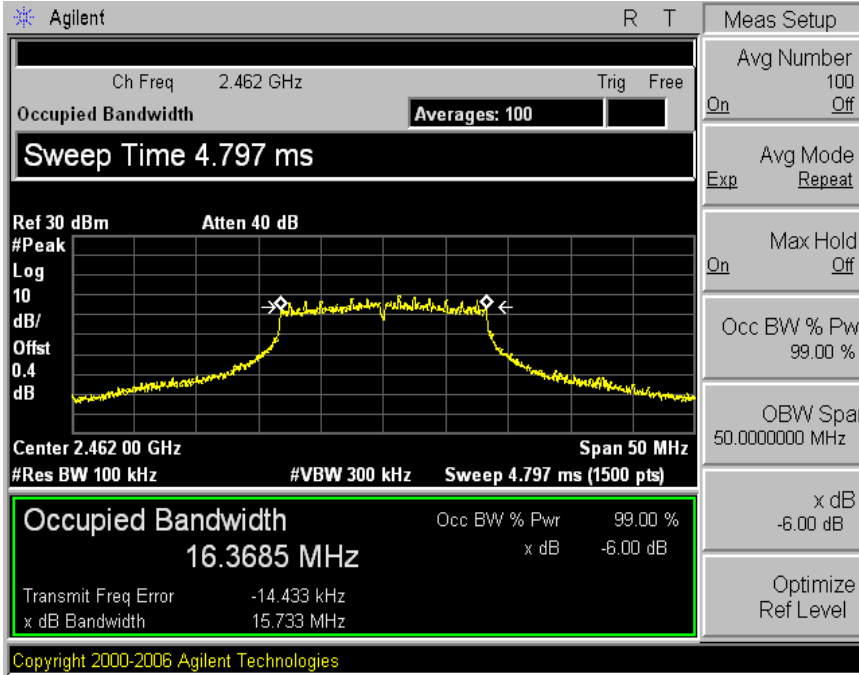 Agilent R T Meas Setup
Ch Freq 2.462 GHz Trig Free
Occupied Bandwidth Averages: 100
Sweep Time 4.797 ms
Ref 30 dBm Atten 40 dB
#Peak
Log
10
dB/
Offst
0.4
dB
Center 2.462 00 GHz Span 50 MHz
#Res BW 100 kHz #VBW 300 kHz Sweep 4.797 ms (1500 pts)
Occupied Bandwidth Occ BW % Pwr 99.00 %
16.3685 MHz x dB -6.00 dB
Transmit Freq Error -14.433 kHz
x dB Bandwidth 15.733 MHz
Copyright 2000-2006 Agilent Technologies
Avg Number
100
On Off
Avg Mode
Exp Repeat
Max Hold
On Off
Occ BW % Pw
99.00 %
OBW Spa
50.0000000 MHz
x dB
-6.00 dB
Optimize
Ref Level